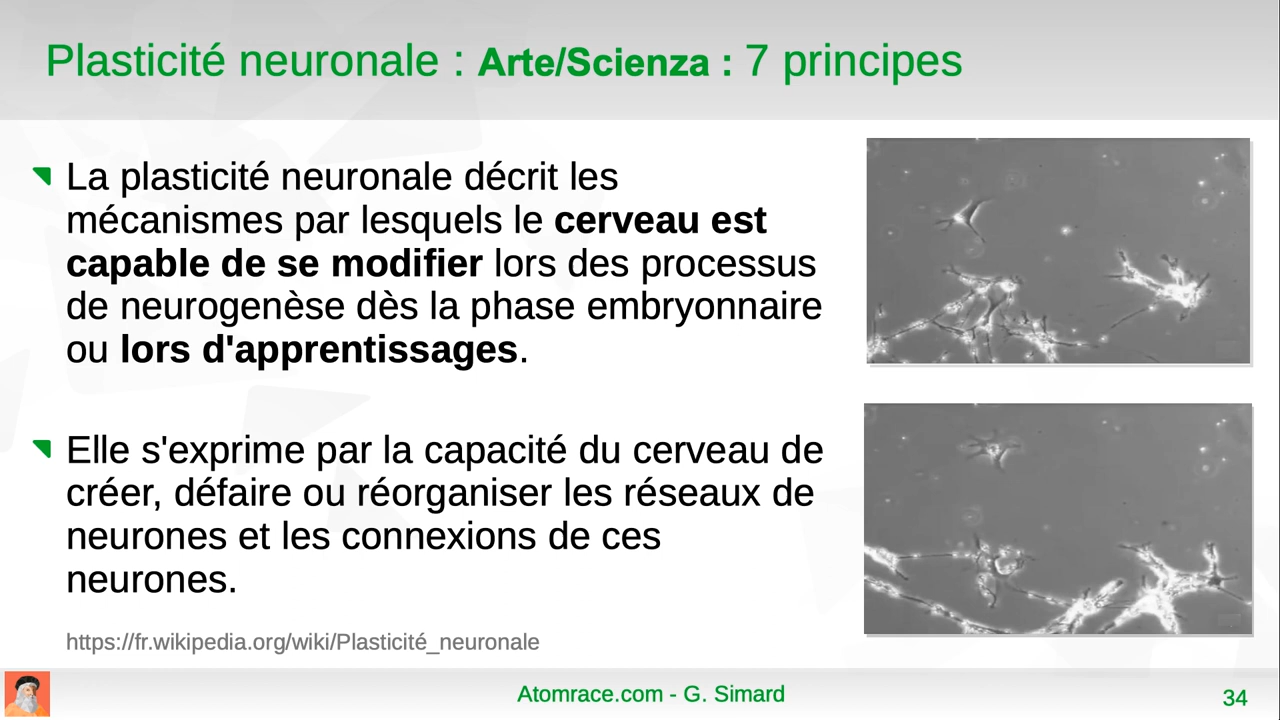 Plasticité neuronale : Arte/Scienza : 7 principes
La plasticité neuronale décrit les
mécanismes par lesquels le cerveau est
capable de se modifier lors des processus
de neurogenèse dès la phase embryonnaire
ou lors d'apprentissages.
Elle s'exprime par la capacité du cerveau de
créer, défaire ou réorganiser les réseaux de
neurones et les connexions de ces
neurones.
https://fr.wikipedia.org/wiki/Plasticité_neuronale
Atomrace.com - G. Simard
34